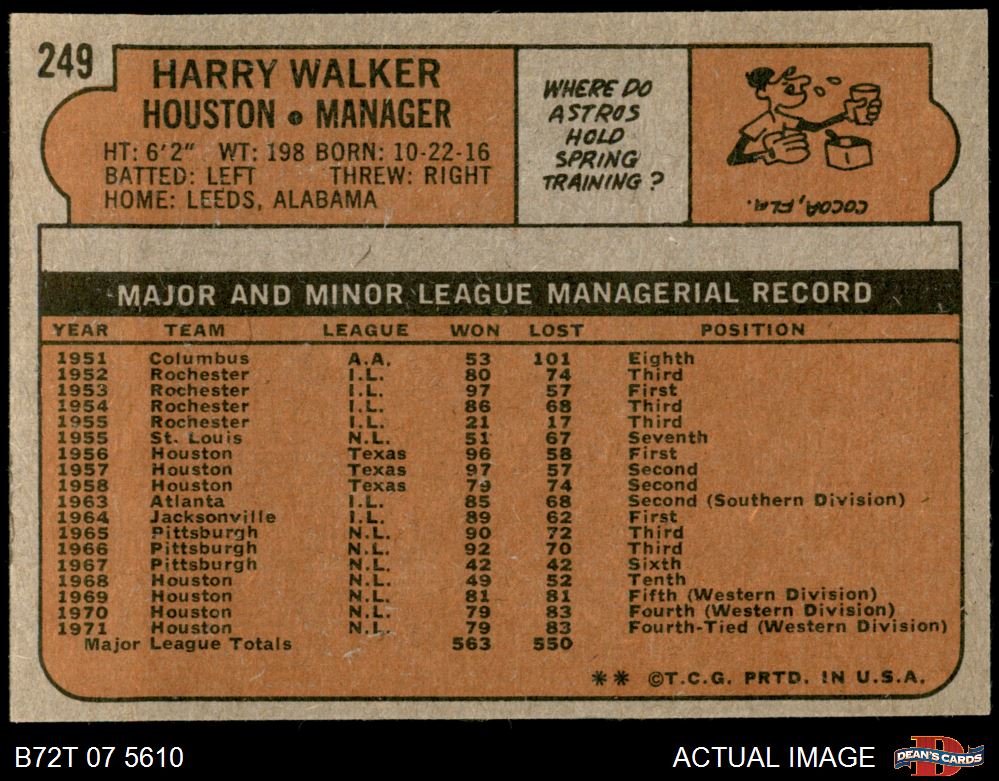 249
HARRY WALKER
HOUSTON • MANAGER
HT: 6'2" WT: 198 BORN: 10-22-16
BATTED: LEFT THREW: RIGHT
HOME: LEEDS, ALABAMA
WHERE DO
ASTROS
HOLD
SPRING
TRAINING?
COCOA, FLA.
MAJOR AND MINOR LEAGUE MANAGERIAL RECORD
YEAR TEAM LEAGUE WON LOST POSITION
1951 Columbus A.A. 53 101 Eighth
1952 Rochester I.L. 80 74 Third
1953 Rochester I.L. 97 57 First
1954 Rochester I.L. 86 68 Third
1955 Rochester I.L. 21 17 Third
1955 St. Louis N.L. 51 67 Seventh
1956 Houston Texas 96 58 First
1957 Houston Texas 97 57 Second
1958 Houston Texas 79 74 Second
1963 Atlanta I.L. 85 68 Second (Southern Division)
1964 Jacksonville I.L. 89 62 First
1965 Pittsburgh N.L. 90 72 Third
1966 Pittsburgh N.L. 92 70 Third
1967 Pittsburgh N.L. 42 42 Sixth
1968 Houston N.L. 49 52 Tenth
1969 Houston N.L. 81 81 Fifth (Western Division)
1970 Houston N.L. 79 83 Fourth (Western Division)
1971 Houston N.L. 79 83 Fourth-Tied (Western Division)
Major League Totals 563 550
** ©T.C.G. PRTD. IN U.S.A.
B72T 07 5610 ACTUAL IMAGE DEAN'S CARDS